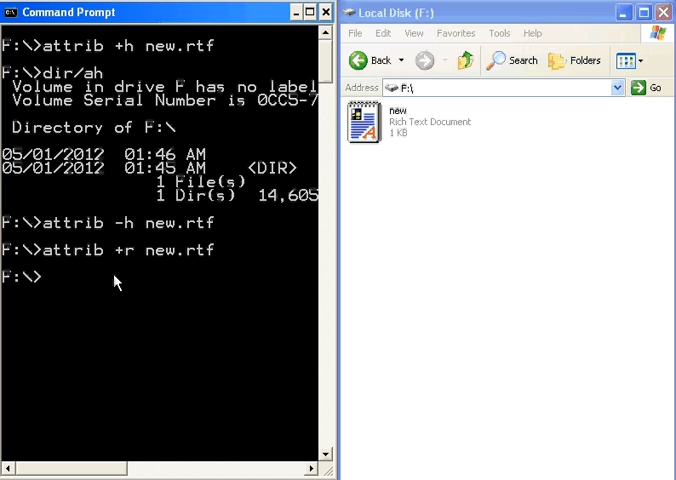 Command Prompt
F:\>attrib +h new.rtf
F:\>dir/ah
Volume in drive F has no label
Volume Serial Number is 0CC5-7
Directory of F:\
05/01/2012  01:46 AM
05/01/2012  01:45 AM    <DIR>
1 File(s)
1 Dir(s)  14,605
F:\>attrib -h new.rtf
F:\>attrib +r new.rtf
F:\>
Local Disk (F:)
File Edit View Favorites Tools Help
Back Search Folders
Address F:\ Go
new
Rich Text Document
1 KB